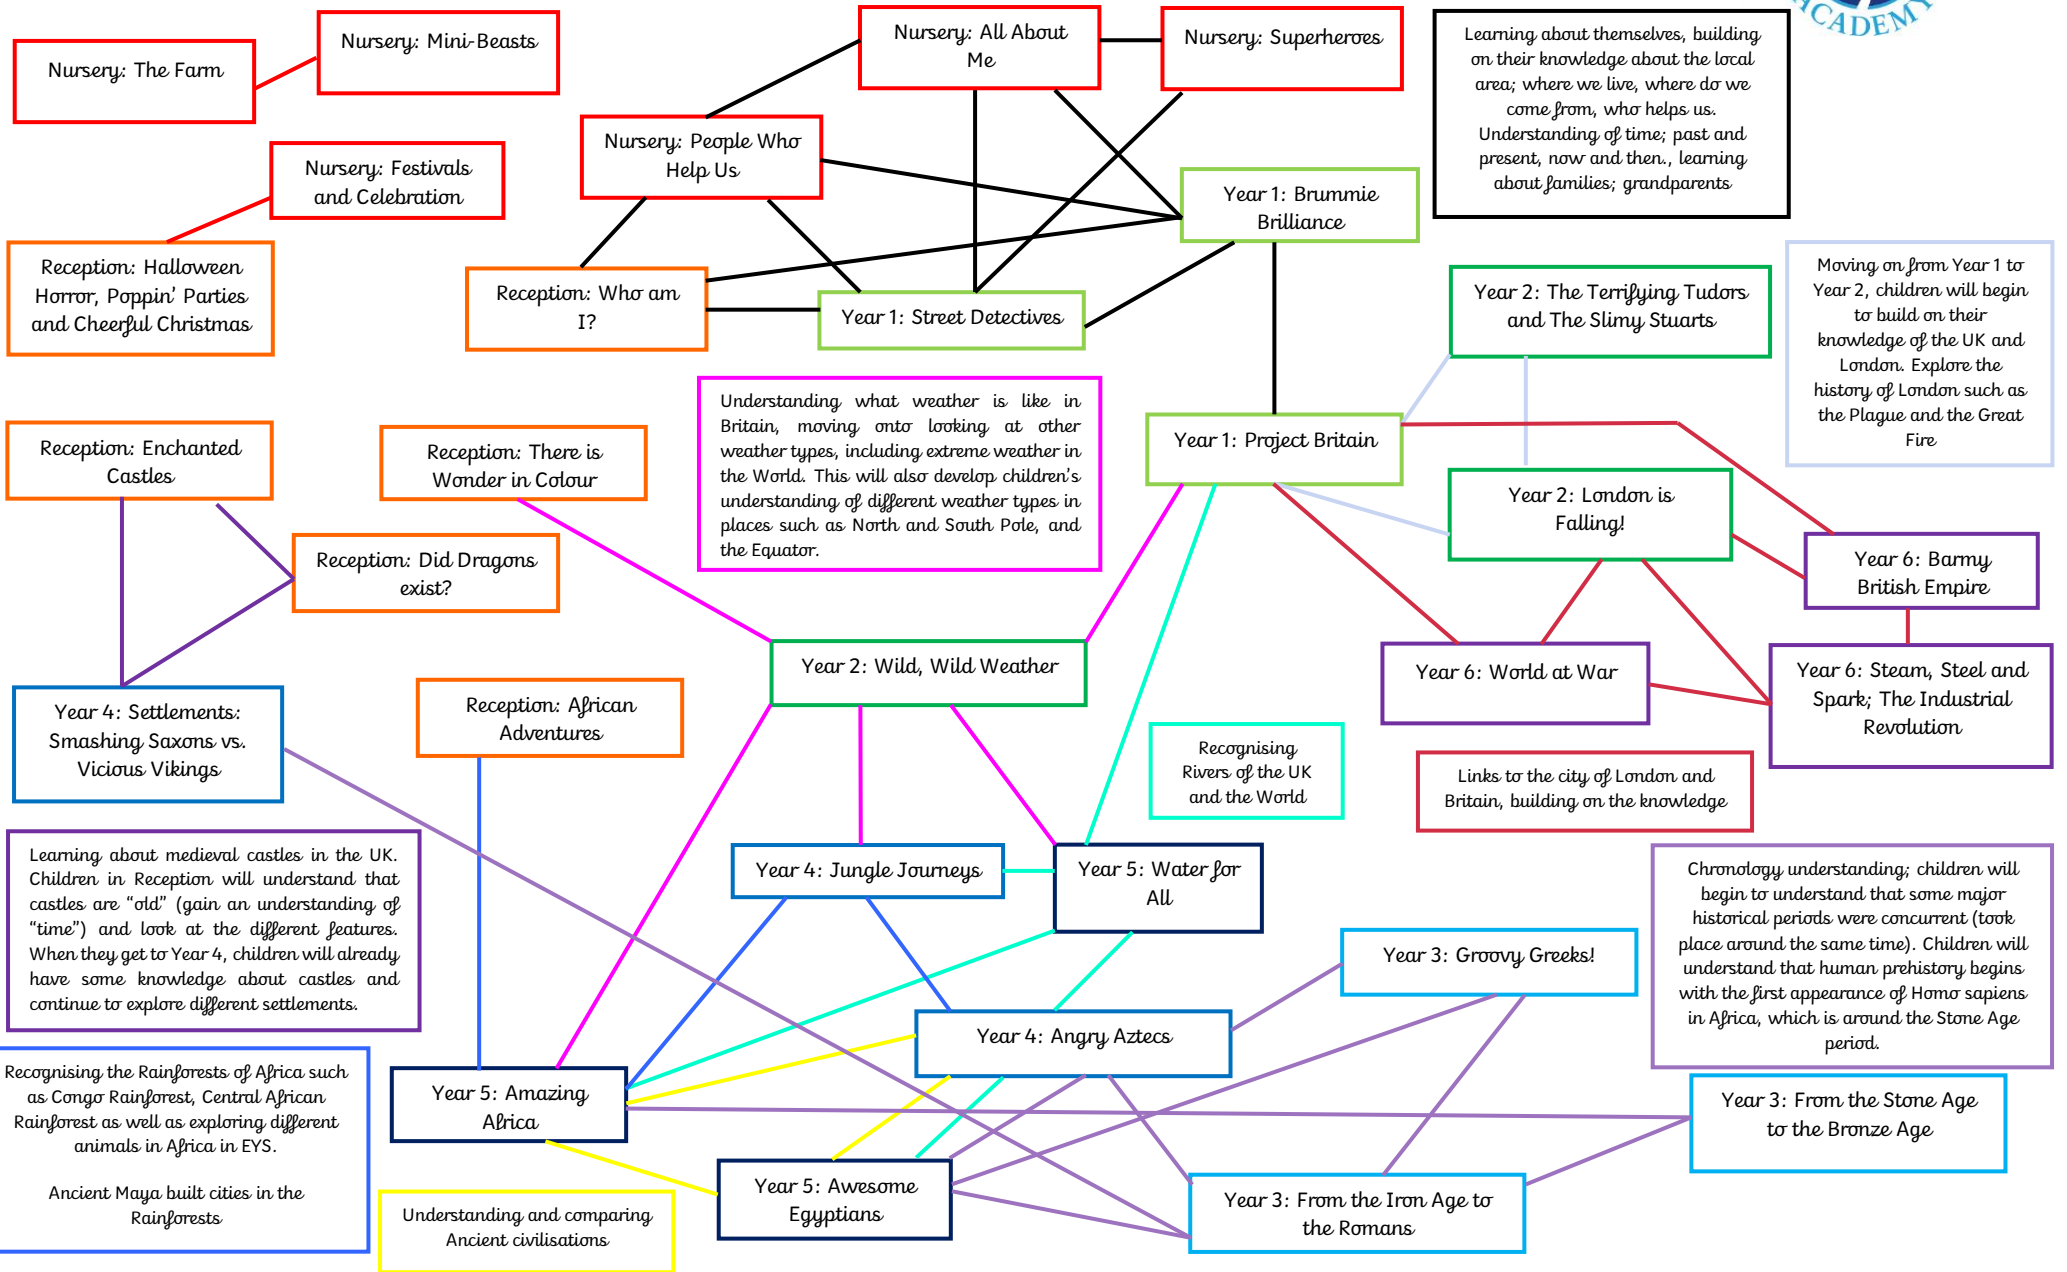 ACADEMY
Nursery: The Farm
Nursery: Mini-Beasts
Nursery: All About
Me
Nursery: Superheroes
Learning about themselves, building
on their knowledge about the local
area; where we live, where do we
come from, who helps us.
Understanding of time; past and
present, now and then., learning
about families; grandparents
Nursery: Festivals
and Celebration
Nursery: People Who
Help Us
Year 1: Brummie
Brilliance
Reception: Halloween
Horror, Poppin' Parties
and Cheerful Christmas
Reception: Who am
I?
Year 1: Street Detectives
Year 2: The Terrifying Tudors
and The Slimy Stuarts
Moving on from Year 1 to
Year 2, children will begin
to build on their
knowledge of the UK and
London. Explore the
history of London such as
the Plague and the Great
Fire
Reception: Enchanted
Castles
Reception: There is
Wonder in Colour
Understanding what weather is like in
Britain, moving onto looking at other
weather types, including extreme weather in
the World. This will also develop children's
understanding of different weather types in
places such as North and South Pole, and
the Equator.
Year 1: Project Britain
Year 2: London is
Falling!
Reception: Did Dragons
exist?
Year 6: Barmy
British Empire
Year 2: Wild, Wild Weather
Year 6: World at War
Year 6: Steam, Steel and
Spark; The Industrial
Revolution
Year 4: Settlements:
Smashing Saxons vs.
Vicious Vikings
Reception: African
Adventures
Recognising
Rivers of the UK
and the World
Links to the city of London and
Britain, building on the knowledge
Learning about medieval castles in the UK.
Children in Reception will understand that
castles are “old” (gain an understanding of
“time”) and look at the different features.
When they get to Year 4, children will already
have some knowledge about castles and
continue to explore different settlements.
Year 4: Jungle Journeys
Year 5: Water for
All
Year 3: Groovy Greeks!
Chronology understanding; children will
begin to understand that some major
historical periods were concurrent (took
place around the same time). Children will
understand that human prehistory begins
with the first appearance of Homo sapiens
in Africa, which is around the Stone Age
period.
Year 4: Angry Aztecs
Recognising the Rainforests of Africa such
as Congo Rainforest, Central African
Rainforest as well as exploring different
animals in Africa in EYS.
Ancient Maya built cities in the
Rainforests
Year 5: Amazing
Africa
Year 3: From the Stone Age
to the Bronze Age
Understanding and comparing
Ancient civilisations
Year 5: Awesome
Egyptians
Year 3: From the Iron Age to
the Romans